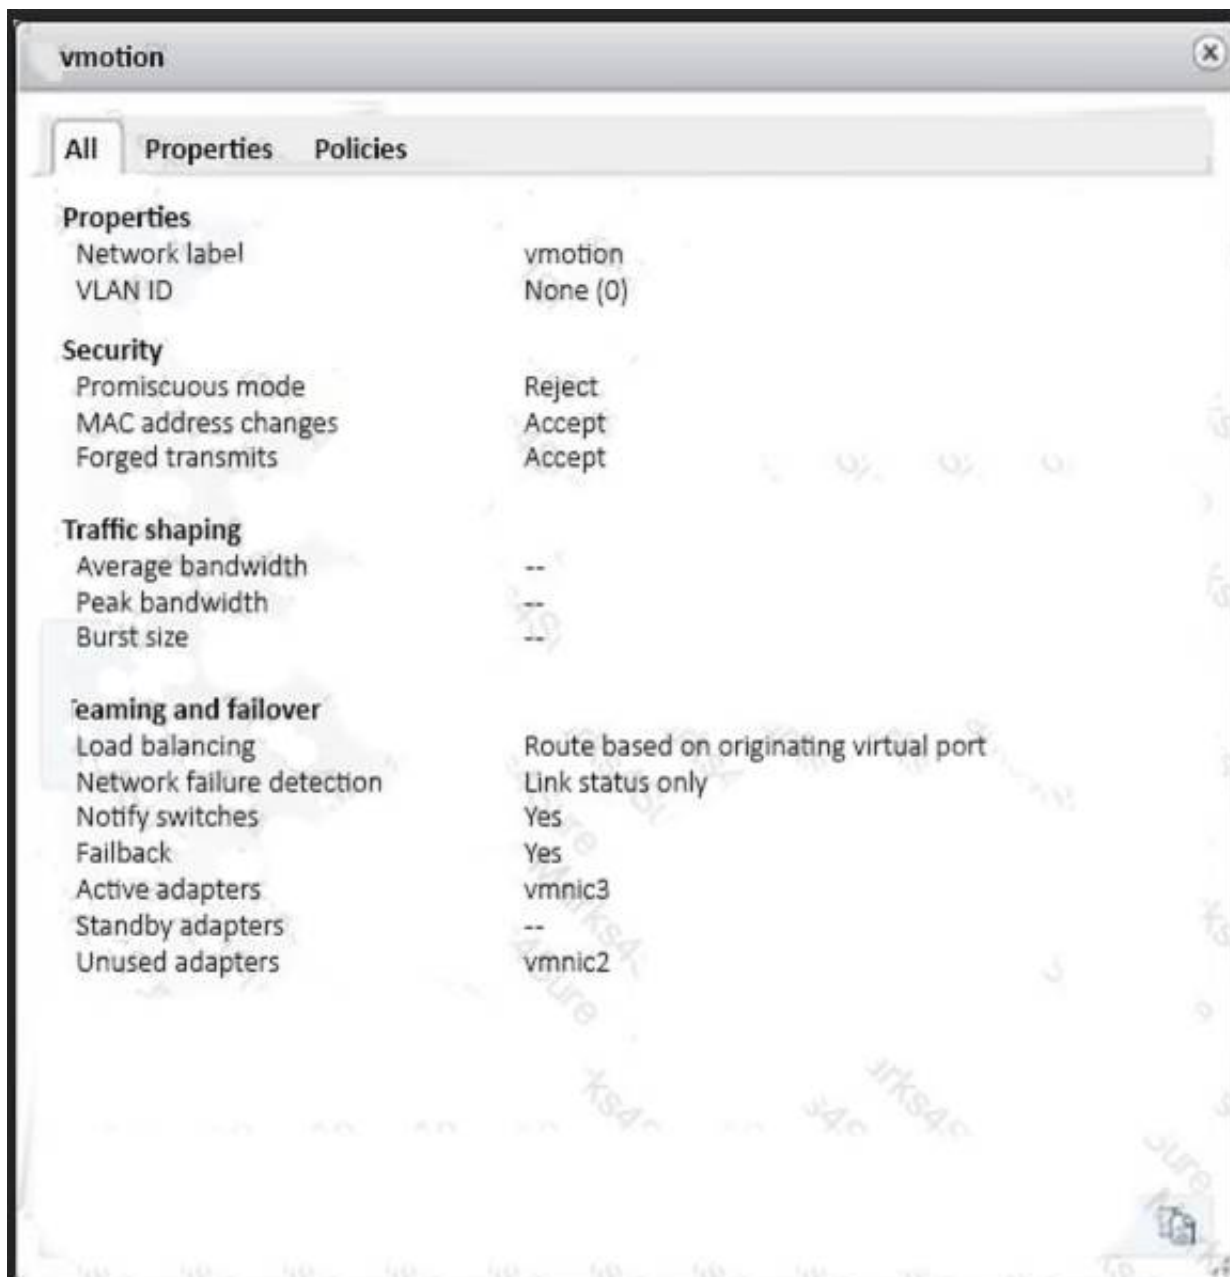 vmotion
All Properties Policies
Properties
Network label vmotion
VLAN ID None (0)
Security
Promiscuous mode Reject
MAC address changes Accept
Forged transmits Accept
Traffic shaping
Average bandwidth --
Peak bandwidth --
Burst size --
eaming and failover
Load balancing Route based on originating virtual port
Network failure detection Link status only
Notify switches Yes
Failback Yes
Active adapters vmnic3
Standby adapters --
Unused adapters vmnic2